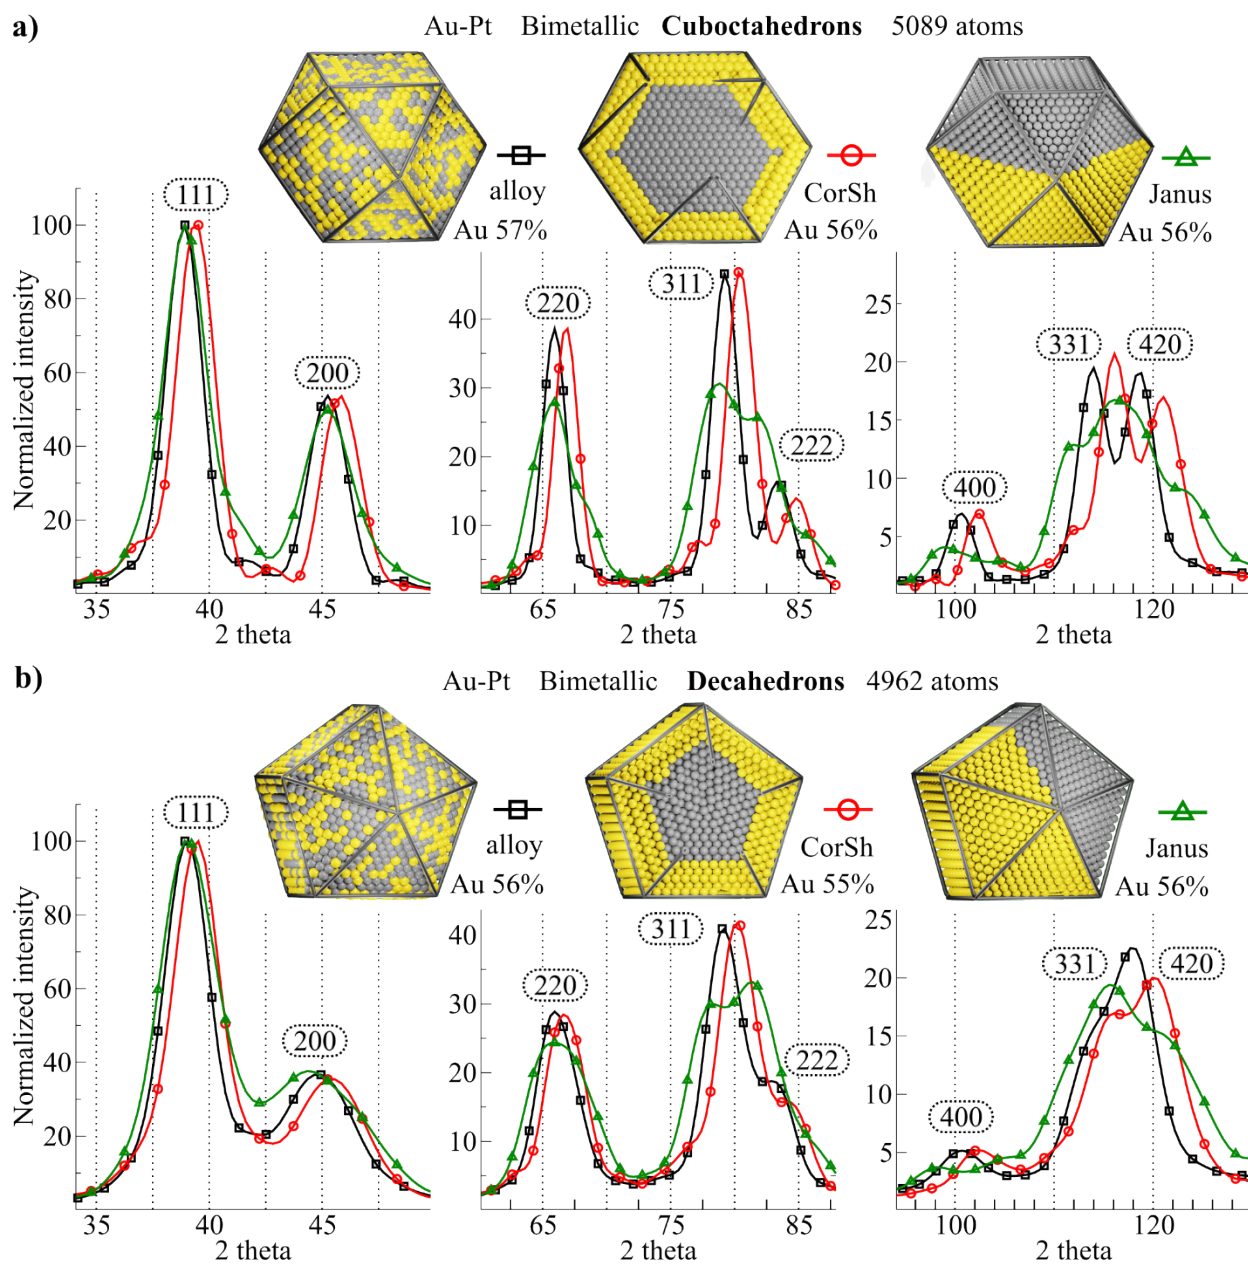 a)
Au-Pt Bimetallic Cuboctahedrons 5089 atoms
alloy
Au 57%
CorSh
Au 56%
Janus
Au 56%
Normalized intensity
100
80
60
40
20
111
200
35 40 45
2 theta
40
30
20
10
220
311
222
65 75 85
2 theta
25
20
15
10
5
400
331
420
100 120
2 theta
b)
Au-Pt Bimetallic Decahedrons 4962 atoms
alloy
Au 56%
CorSh
Au 55%
Janus
Au 56%
Normalized intensity
100
80
60
40
20
111
200
35 40 45
2 theta
40
30
20
10
220
311
222
65 75 85
2 theta
25
20
15
10
5
400
331
420
100 120
2 theta